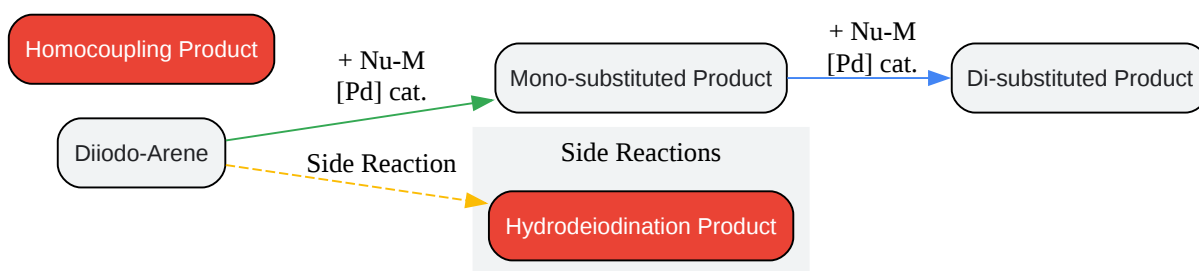 Homocoupling Product
Diiodo-Arene
+ Nu-M
[Pd] cat.
Mono-substituted Product
+ Nu-M
[Pd] cat.
Di-substituted Product
Side Reaction
Side Reactions
Hydrodeiodination Product